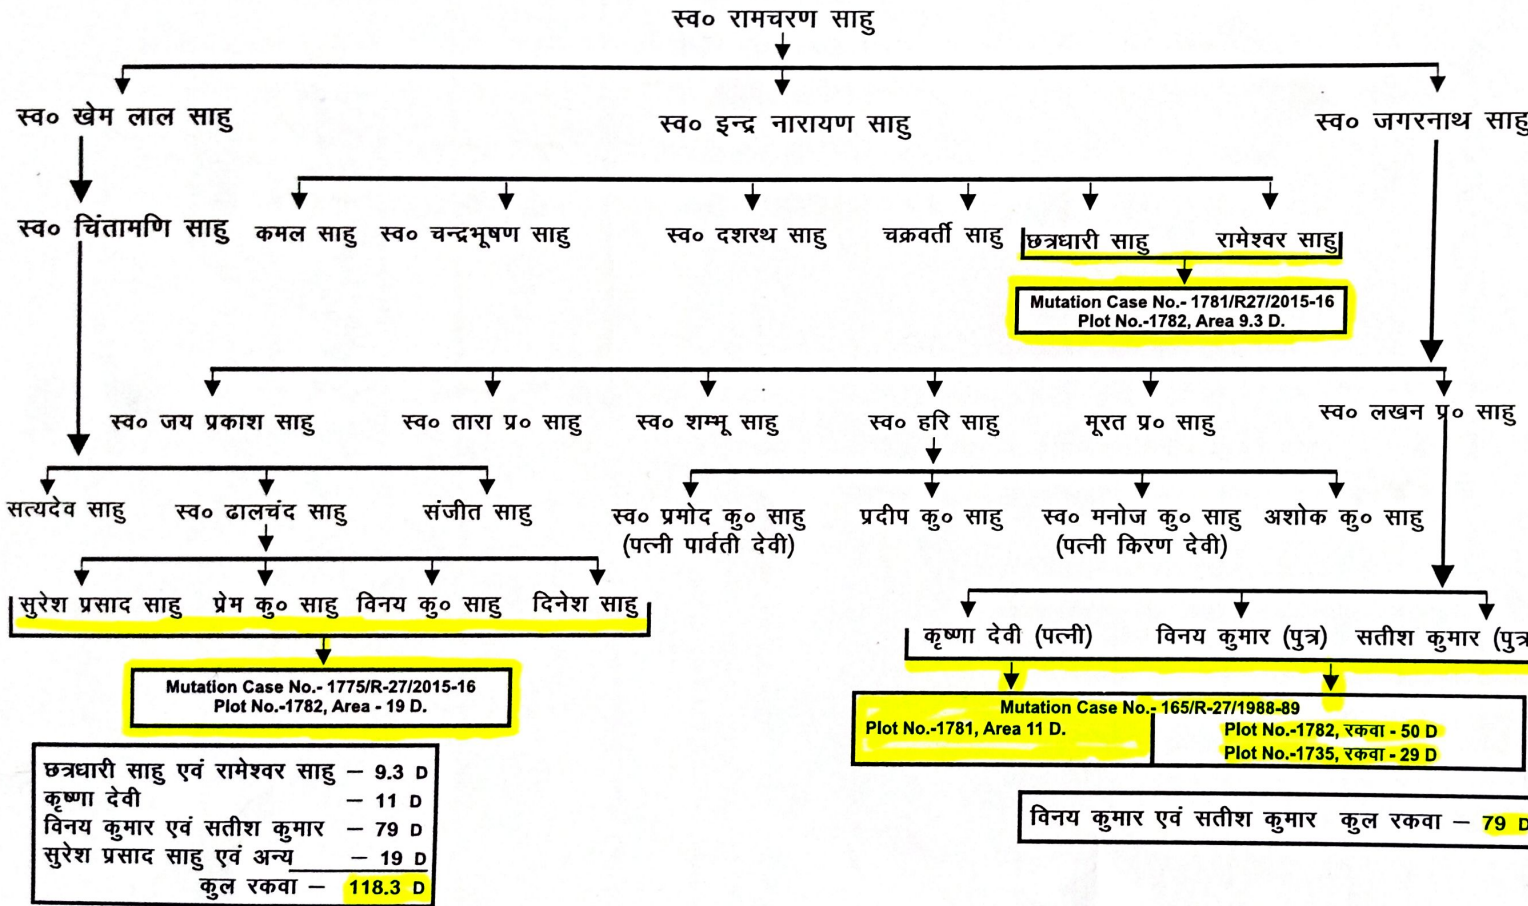 स्व० रामचरण साहु
स्व० खेम लाल साहु
स्व० इन्द्र नारायण साहु
स्व० जगरनाथ साहु
स्व० चिंतामणि साहु
कमल साहु
स्व० चन्द्रभूषण साहु
स्व० दशरथ साहु
चक्रवर्ती साहु
छत्रधारी साहु
रामेश्वर साहु
Mutation Case No.- 1781/R27/2015-16
Plot No.-1782, Area 9.3 D.
स्व० जय प्रकाश साहु
स्व० तारा प्र० साहु
स्व० शम्भू साहु
स्व० हरि साहु
मूरत प्र० साहु
स्व० लखन प्र० साहु
सत्यदेव साहु
स्व० ढालचंद साहु
संजीत साहु
स्व० प्रमोद कु० साहु
(पत्नी पार्वती देवी)
प्रदीप कु० साहु
स्व० मनोज कु० साहु
(पत्नी किरण देवी)
अशोक कु० साहु
सुरेश प्रसाद साहु
प्रेम कु० साहु
विनय कु० साहु
दिनेश साहु
कृष्णा देवी (पत्नी)
विनय कुमार (पुत्र)
सतीश कुमार (पुत्र
Mutation Case No.- 1775/R-27/2015-16
Plot No.-1782, Area - 19 D.
Mutation Case No.- 165/R-27/1988-89
Plot No.-1781, Area 11 D.
Plot No.-1782, रकवा - 50 D
Plot No.-1735, रकवा - 29 D
छत्रधारी साहु एवं रामेश्वर साहु – 9.3 D
कृष्णा देवी – 11 D
विनय कुमार एवं सतीश कुमार – 79 D
सुरेश प्रसाद साहु एवं अन्य – 19 D
कुल रकवा – 118.3 D
विनय कुमार एवं सतीश कुमार कुल रकवा – 79 D